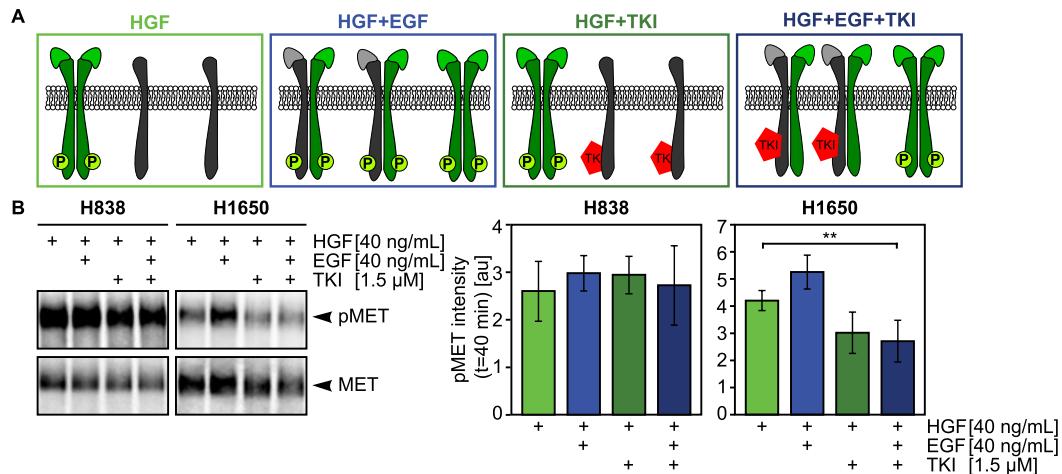 A
HGF
HGF+EGF
HGF+TKI
HGF+EGF+TKI
P P
P P P P P P
P P TKI TKI
TKI TKI P P
B
H838 H1650
+ + + + + + + + HGF[40 ng/mL]
+ + + + EGF[40 ng/mL]
+ + + + TKI [1.5 µM]
pMET
MET
H838
pMET intensity
(t=40 min) [au]
4
3
2
1
0
+ + + +
+ +
+ +
H1650
**
7
6
5
4
3
2
1
0
+ + + + HGF[40 ng/mL]
+ + EGF[40 ng/mL]
+ + TKI [1.5 µM]